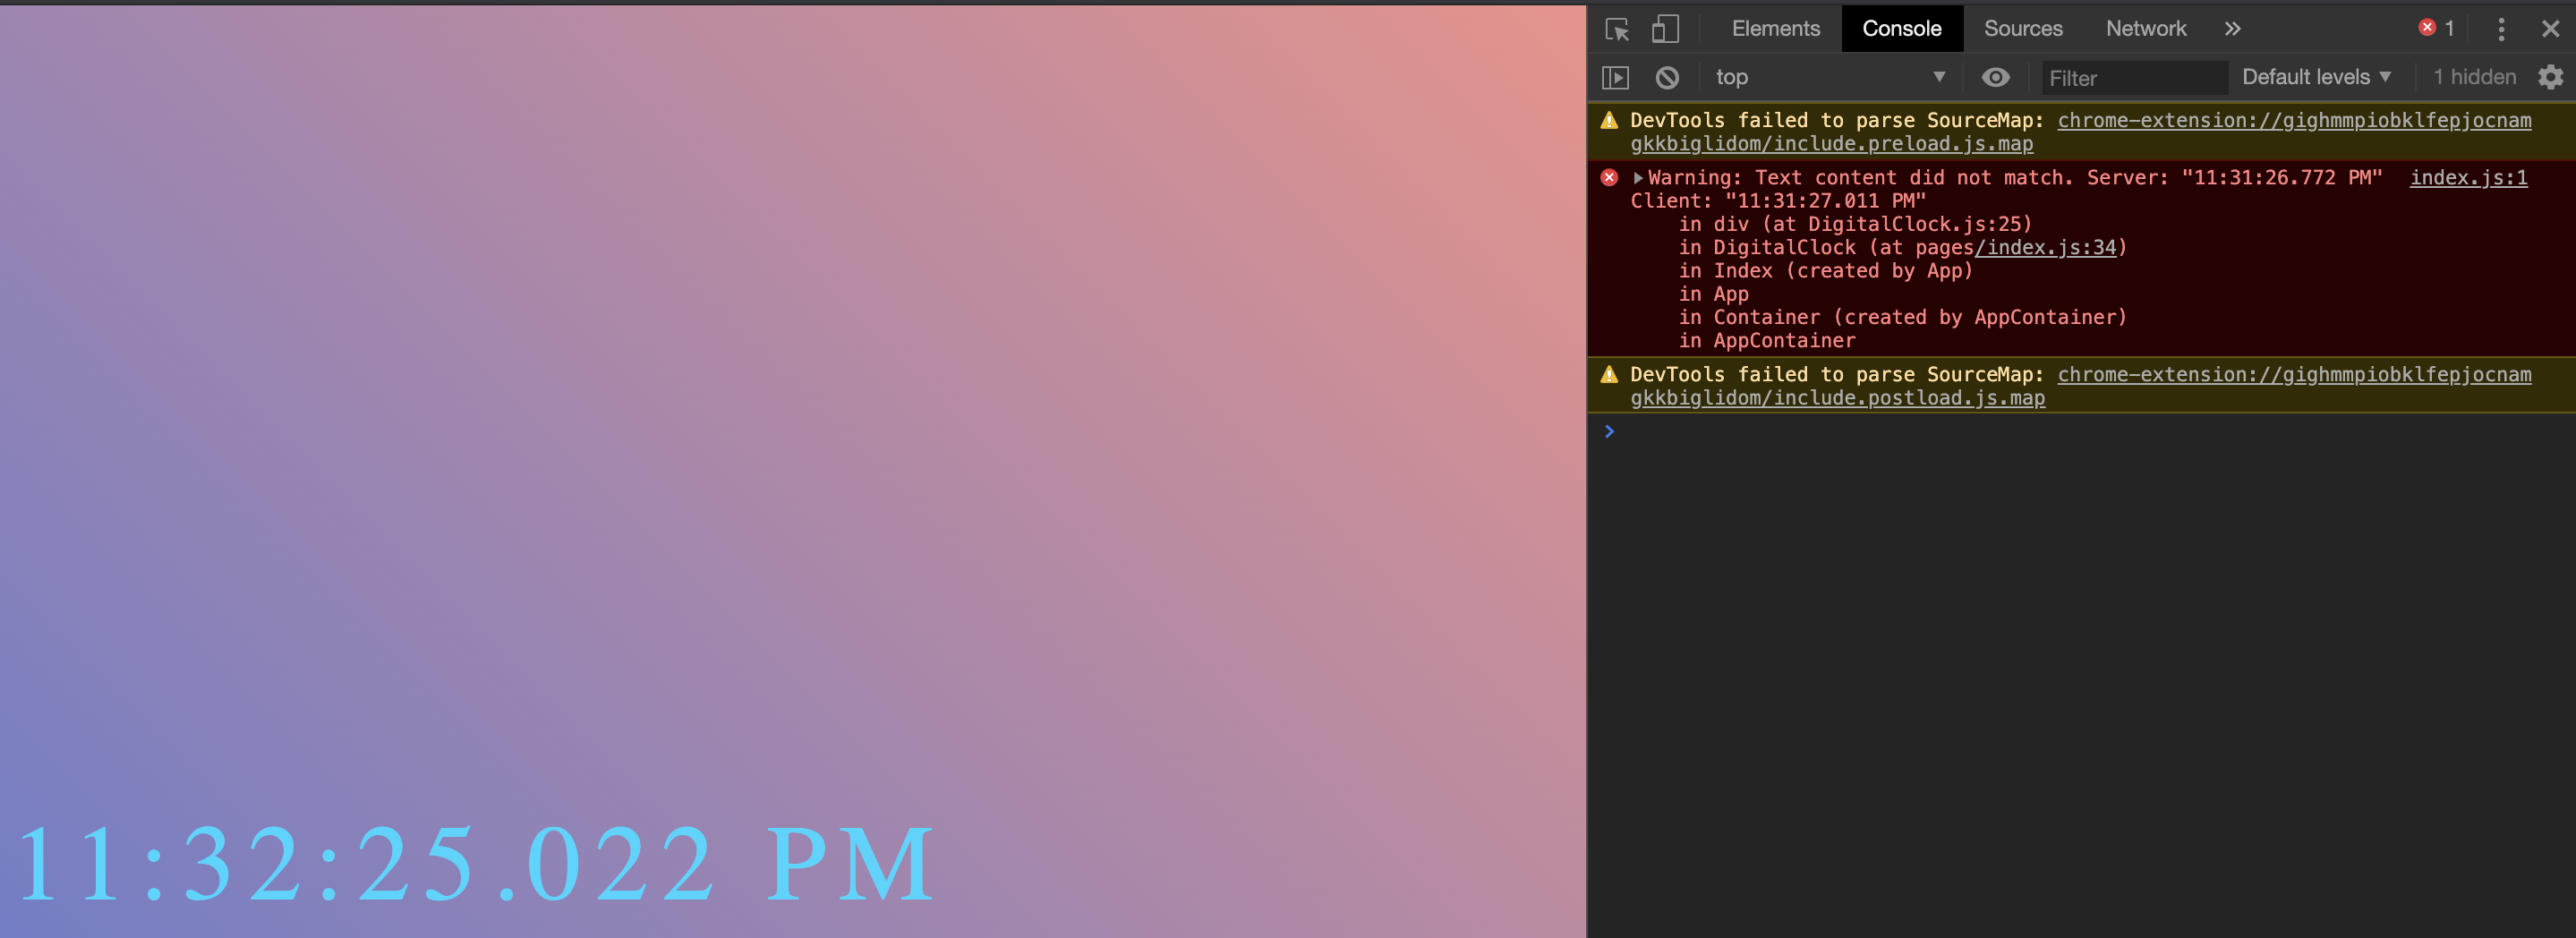 Elements Console Sources Network » 1
top Filter Default levels 1 hidden
DevTools failed to parse SourceMap: chrome-extension://gighmmpiobklfepjocnam
gkkbiglidom/include.preload.js.map
Warning: Text content did not match. Server: "11:31:26.772 PM" index.js:1
Client: "11:31:27.011 PM"
in div (at DigitalClock.js:25)
in DigitalClock (at pages/index.js:34)
in Index (created by App)
in App
in Container (created by AppContainer)
in AppContainer
DevTools failed to parse SourceMap: chrome-extension://gighmmpiobklfepjocnam
gkkbiglidom/include.postload.js.map
11:32:25.022 PM